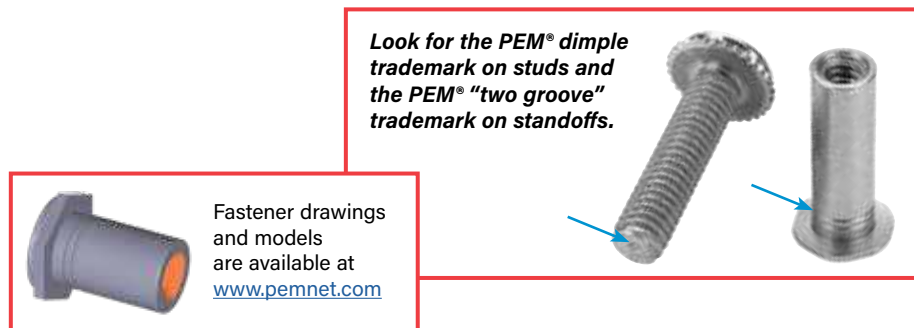 Look for the PEM® dimple
trademark on studs and
the PEM® “two groove”
trademark on standoffs.
Fastener drawings
and models
are available at
www.pemnet.com